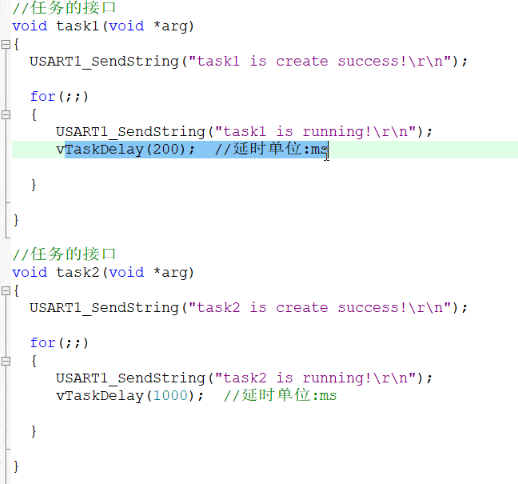 //任务的接口
void task1(void *arg)
{
USART1_SendString("task1 is create success!\r\n");
for(;;)
{
USART1_SendString("task1 is running!\r\n");
vTaskDelay(200);  //延时单位:ms
}
}
//任务的接口
void task2(void *arg)
{
USART1_SendString("task2 is create success!\r\n");
for(;;)
{
USART1_SendString("task2 is running!\r\n");
vTaskDelay(1000);  //延时单位:ms
}
}